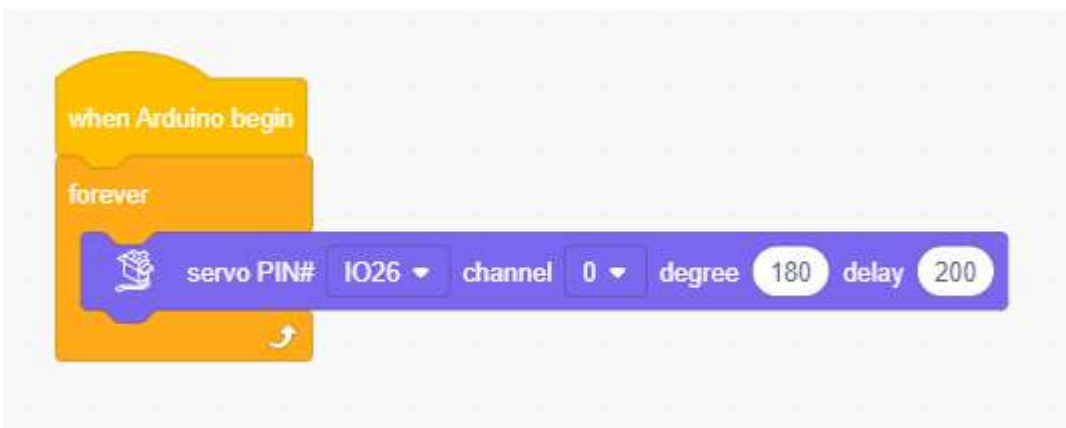 when Arduino begin
forever
servo PIN# IO26 channel 0 degree 180 delay 200